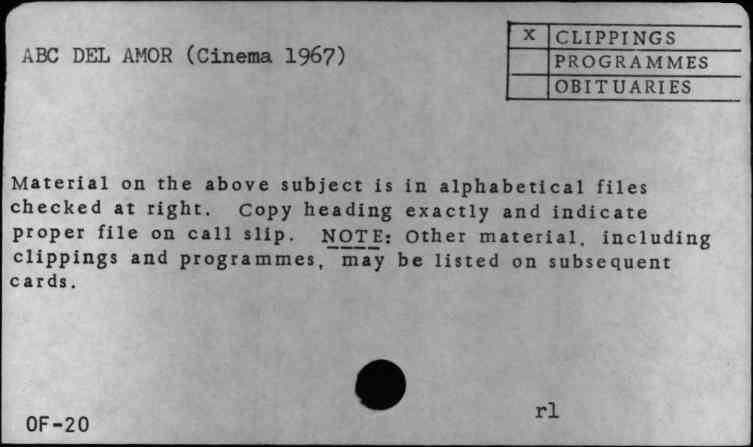 ABC DEL AMOR (Cinema 1967)
x CLIPPINGS
PROGRAMMES
OBITUARIES
Material on the above subject is in alphabetical files
checked at right. Copy heading exactly and indicate
proper file on call slip. NOTE: Other material, including
clippings and programmes, may be listed on subsequent
cards.
OF-20
rl